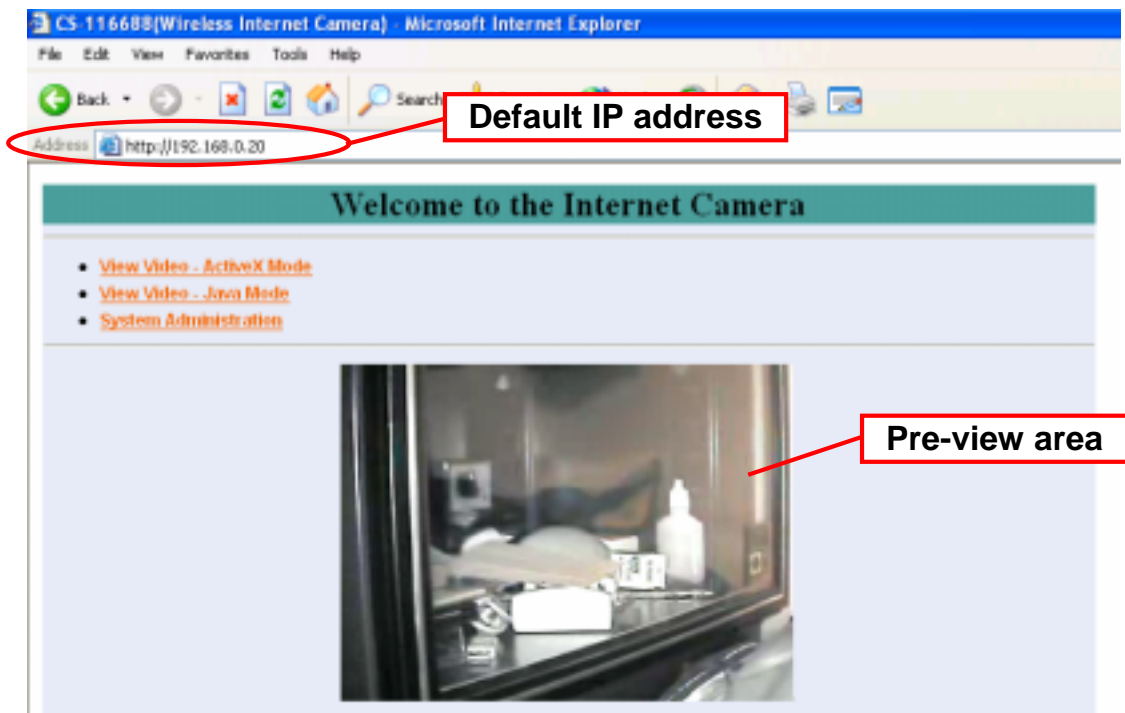 CS-116688(Wireless Internet Camera) - Microsoft Internet Explorer
File Edit View Favorites Tools Help
Back Search
Default IP address
Address http://192.168.0.20
Welcome to the Internet Camera
View Video - ActiveX Mode
View Video - Java Mode
System Administration
Pre-view area